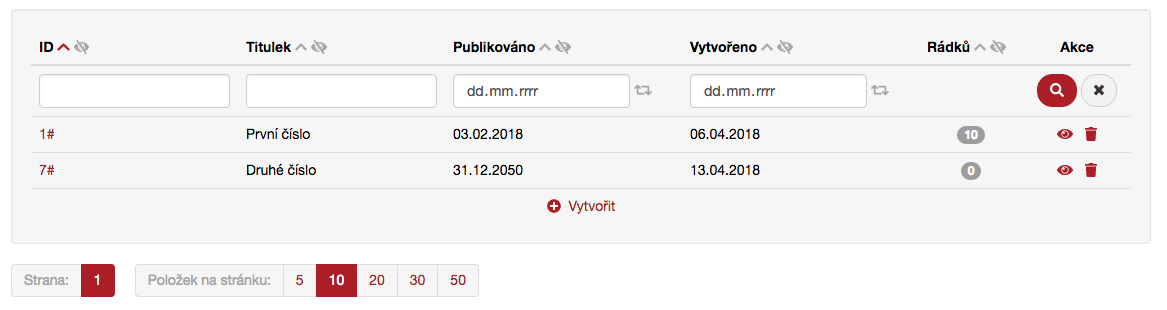 ID Titulek Publikováno Vytvořeno Rádků Akce
dd.mm.rrrr dd.mm.rrrr
1# První číslo 03.02.2018 06.04.2018 10
7# Druhé číslo 31.12.2050 13.04.2018 0
Vytvořit
Strana: 1 Položek na stránku: 5 10 20 30 50